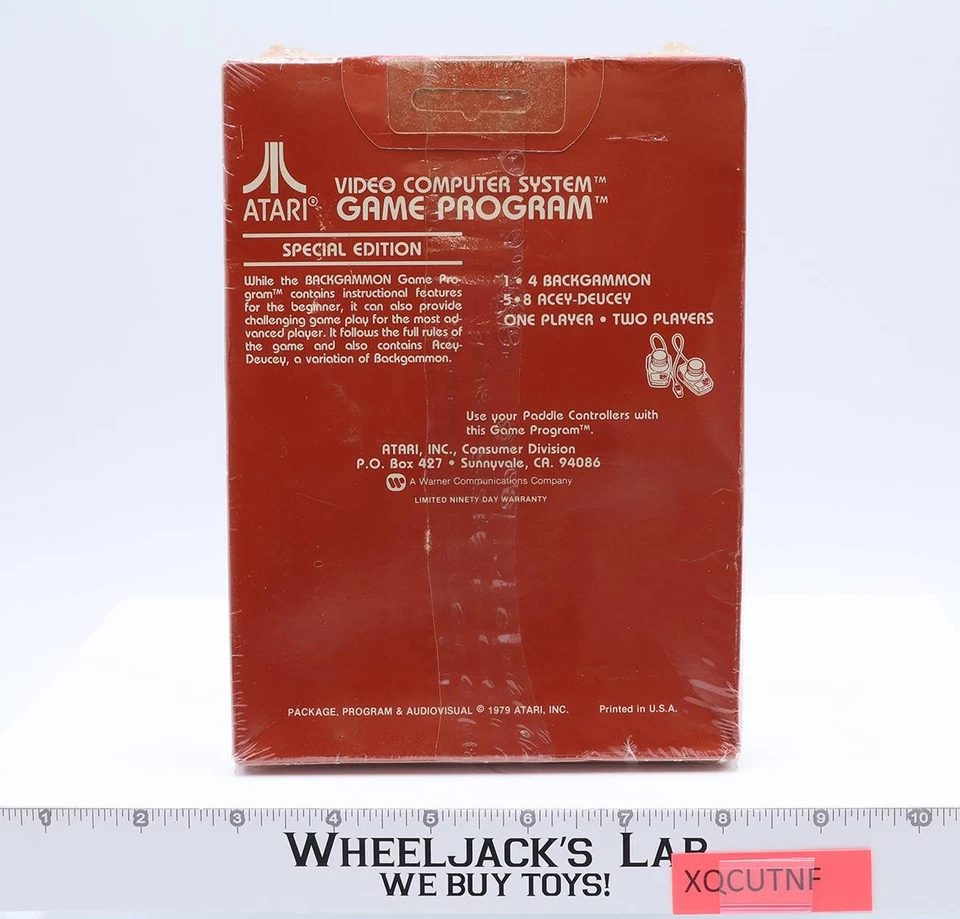 ATARI®
VIDEO COMPUTER SYSTEM™
GAME PROGRAM™
SPECIAL EDITION
While the BACKGAMMON Game Pro-
gram™ contains instructional features
for the beginner, it can also provide
challenging game play for the most ad-
vanced player. It follows the full rules of
the game and also contains Acey-
Deucey, a variation of Backgammon.
1 • 4 BACKGAMMON
5 • 8 ACEY-DEUCEY
ONE PLAYER • TWO PLAYERS
Use your Paddle Controllers with
this Game Program™.
ATARI, INC., Consumer Division
P.O. Box 427 • Sunnyvale, CA. 94086
A Warner Communications Company
LIMITED NINETY DAY WARRANTY
PACKAGE, PROGRAM & AUDIOVISUAL © 1979 ATARI, INC. Printed in U.S.A.
1 2 3 4 5 6 7 8 9 10
WHEELJACK'S LAB
WE BUY TOYS!
XQCUTNF